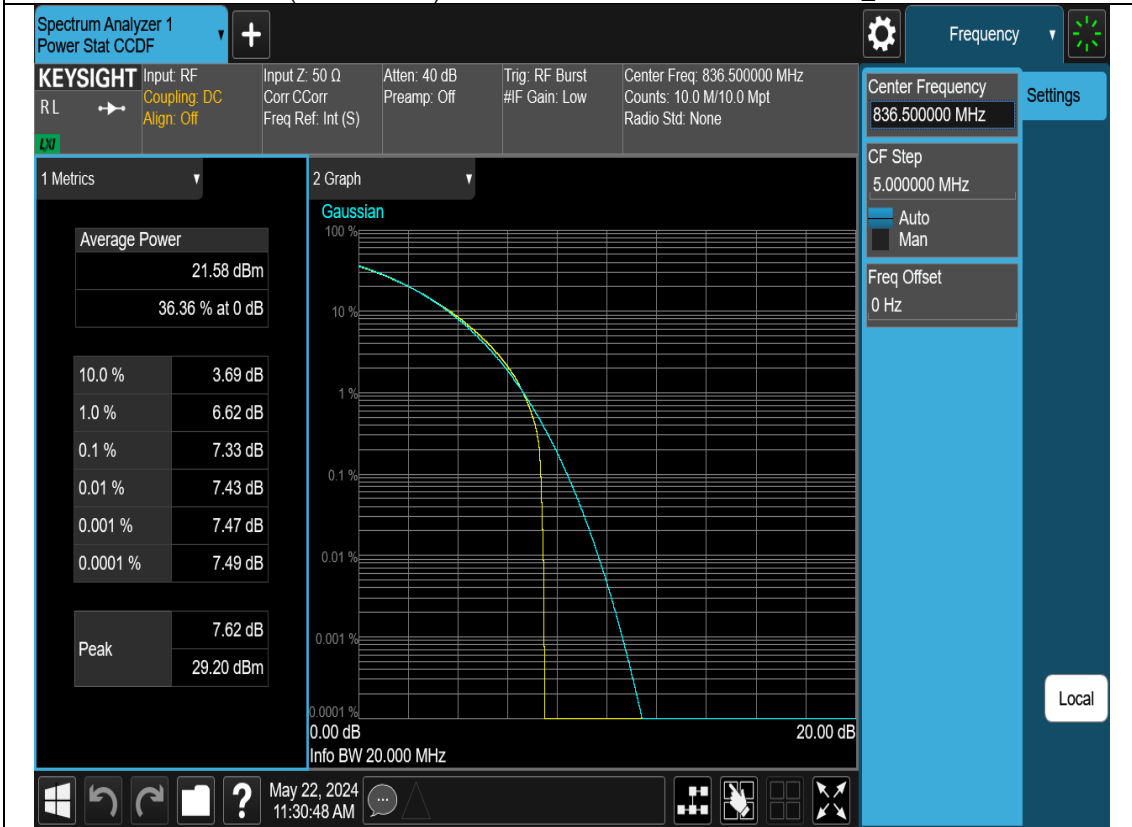 Spectrum Analyzer 1
Power Stat CCDF
+
Frequency
KEYSIGHT
RL
LXI
Input: RF
Coupling: DC
Align: Off
Input Z: 50 Ω
Corr CCorr
Freq Ref: Int (S)
Atten: 40 dB
Preamp: Off
Trig: RF Burst
#IF Gain: Low
Center Freq: 836.500000 MHz
Counts: 10.0 M/10.0 Mpt
Radio Std: None
Center Frequency
836.500000 MHz
Settings
CF Step
5.000000 MHz
Auto
Man
Freq Offset
0 Hz
1 Metrics
Average Power
21.58 dBm
36.36 % at 0 dB
10.0 % 3.69 dB
1.0 % 6.62 dB
0.1 % 7.33 dB
0.01 % 7.43 dB
0.001 % 7.47 dB
0.0001 % 7.49 dB
Peak
7.62 dB
29.20 dBm
2 Graph
Gaussian
100 %
10 %
1 %
0.1 %
0.01 %
0.001 %
0.0001 %
0.00 dB 20.00 dB
Info BW 20.000 MHz
Local
?
May 22, 2024
11:30:48 AM